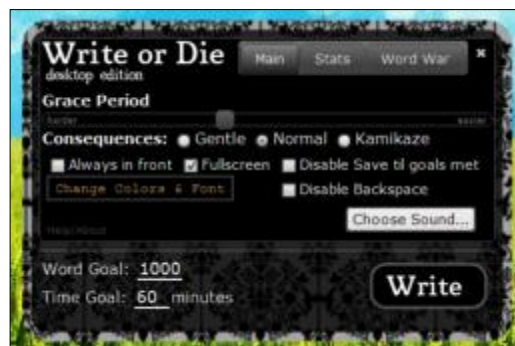 Write or Die
desktop edition
Main Stats Word War ×
Grace Period
harder easier
Consequences: Gentle Normal Kamikaze
Always in front Fullscreen Disable Save til goals met
Change Colors & Font Disable Backspace
Choose Sound...
Word Goal: 1000
Time Goal: 60 minutes
Write